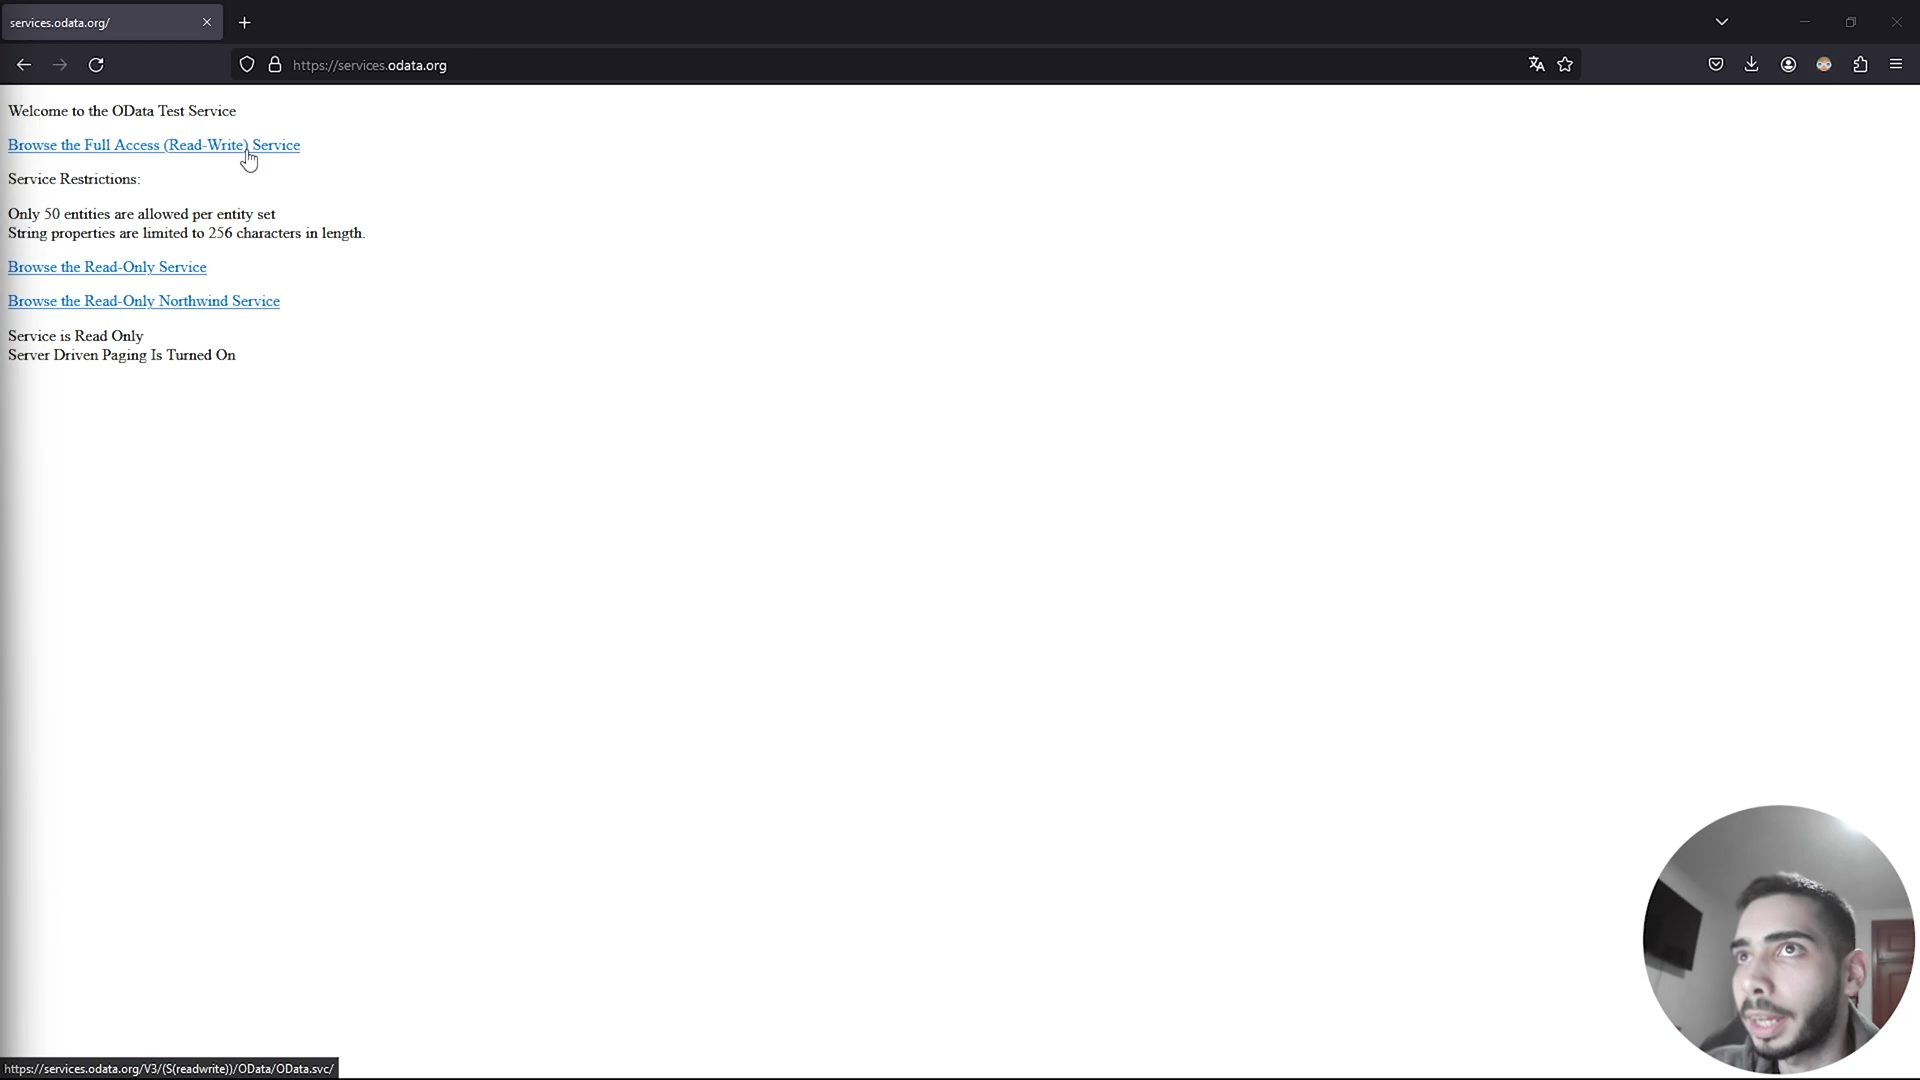 services.odata.org/
https://services.odata.org
Welcome to the OData Test Service
Browse the Full Access (Read-Write) Service
Service Restrictions:
Only 50 entities are allowed per entity set
String properties are limited to 256 characters in length.
Browse the Read-Only Service
Browse the Read-Only Northwind Service
Service is Read Only
Server Driven Paging Is Turned On
https://services.odata.org/V3/(S(readwrite))/OData/OData.svc/